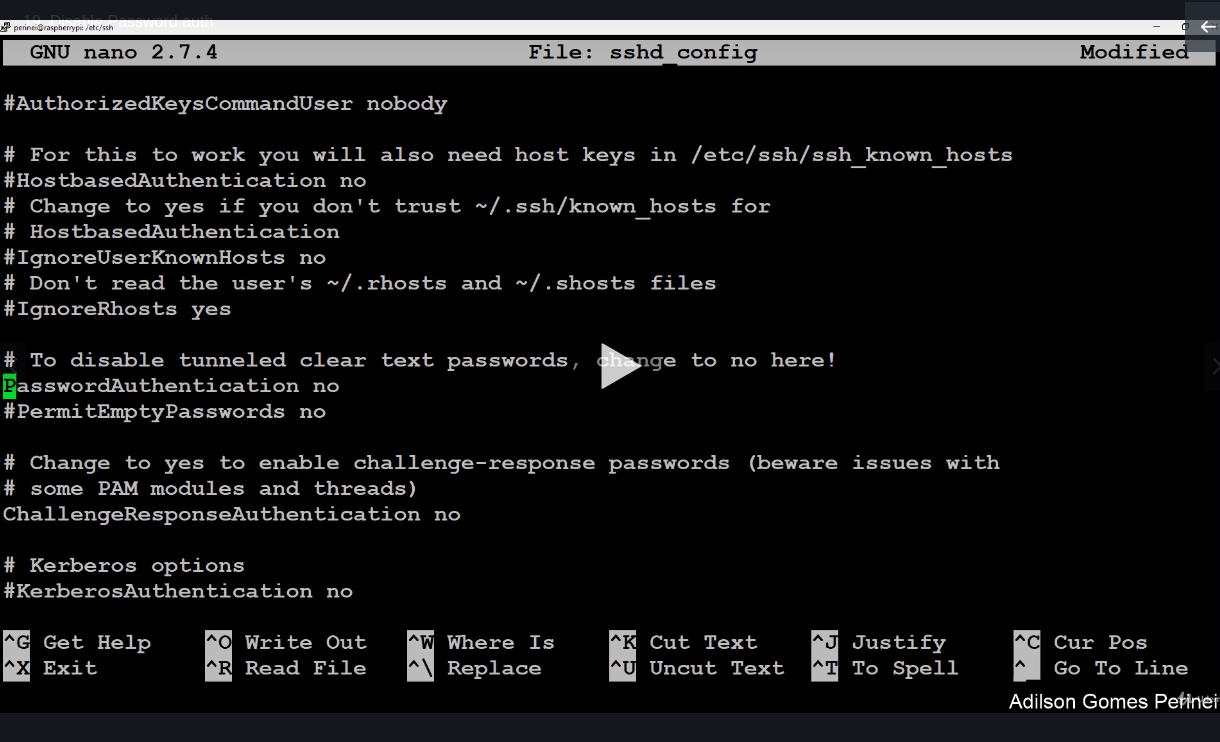 19. Disable Password auth
perinei@raspberrypi: /etc/ssh
GNU nano 2.7.4 File: sshd_config Modified
#AuthorizedKeysCommandUser nobody
# For this to work you will also need host keys in /etc/ssh/ssh_known_hosts
#HostbasedAuthentication no
# Change to yes if you don't trust ~/.ssh/known_hosts for
# HostbasedAuthentication
#IgnoreUserKnownHosts no
# Don't read the user's ~/.rhosts and ~/.shosts files
#IgnoreRhosts yes
# To disable tunneled clear text passwords, change to no here!
PasswordAuthentication no
#PermitEmptyPasswords no
# Change to yes to enable challenge-response passwords (beware issues with
# some PAM modules and threads)
ChallengeResponseAuthentication no
# Kerberos options
#KerberosAuthentication no
^G Get Help ^O Write Out ^W Where Is ^K Cut Text ^J Justify ^C Cur Pos
^X Exit ^R Read File ^\ Replace ^U Uncut Text ^T To Spell ^_ Go To Line
Adilson Gomes Perinei